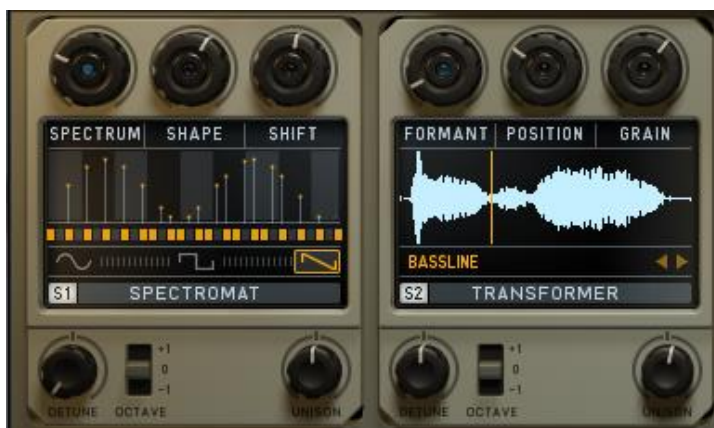 SPECTRUM SHAPE SHIFT
S1 SPECTROMAT
+1
0
-1
DETUNE OCTAVE UNISON
FORMANT POSITION GRAIN
BASSLINE
S2 TRANSFORMER
+1
0
-1
DETUNE OCTAVE UNISON